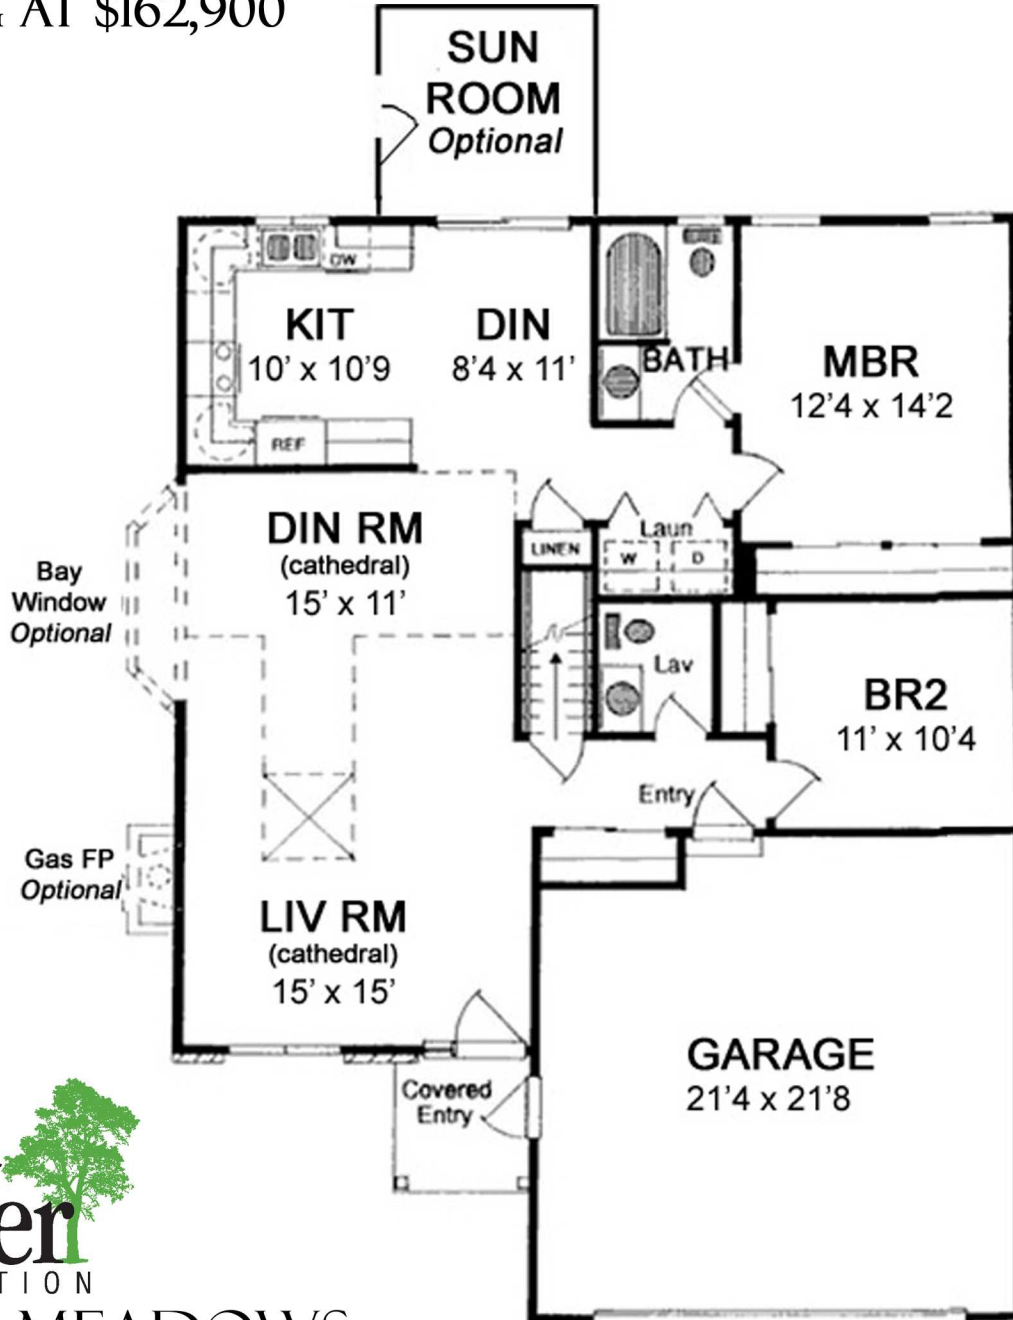 AT $162,900
SUN
ROOM
Optional
DW
KIT
10' x 10'9
DIN
8'4 x 11'
BATH
MBR
12'4 x 14'2
REF
DIN RM
(cathedral)
15' x 11'
LINEN
Laun
W
D
Bay
Window
Optional
Lav
BR2
11' x 10'4
Entry
Gas FP
Optional
LIV RM
(cathedral)
15' x 15'
GARAGE
21'4 x 21'8
Covered
Entry
er
TION
MEADOWS